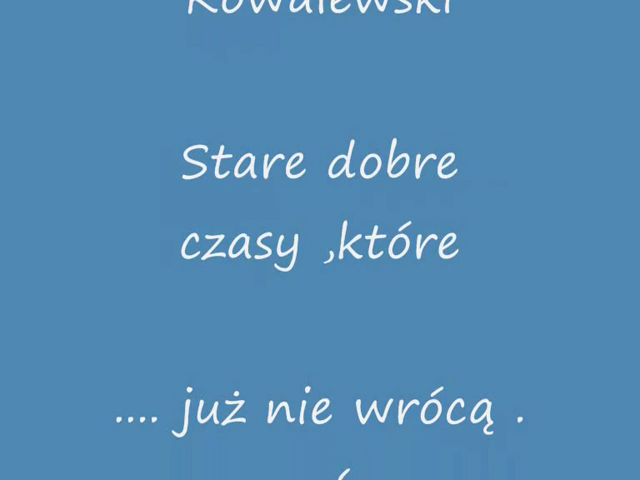 Kowalewski
Stare dobre
czasy ,które
.... już nie wrócą .